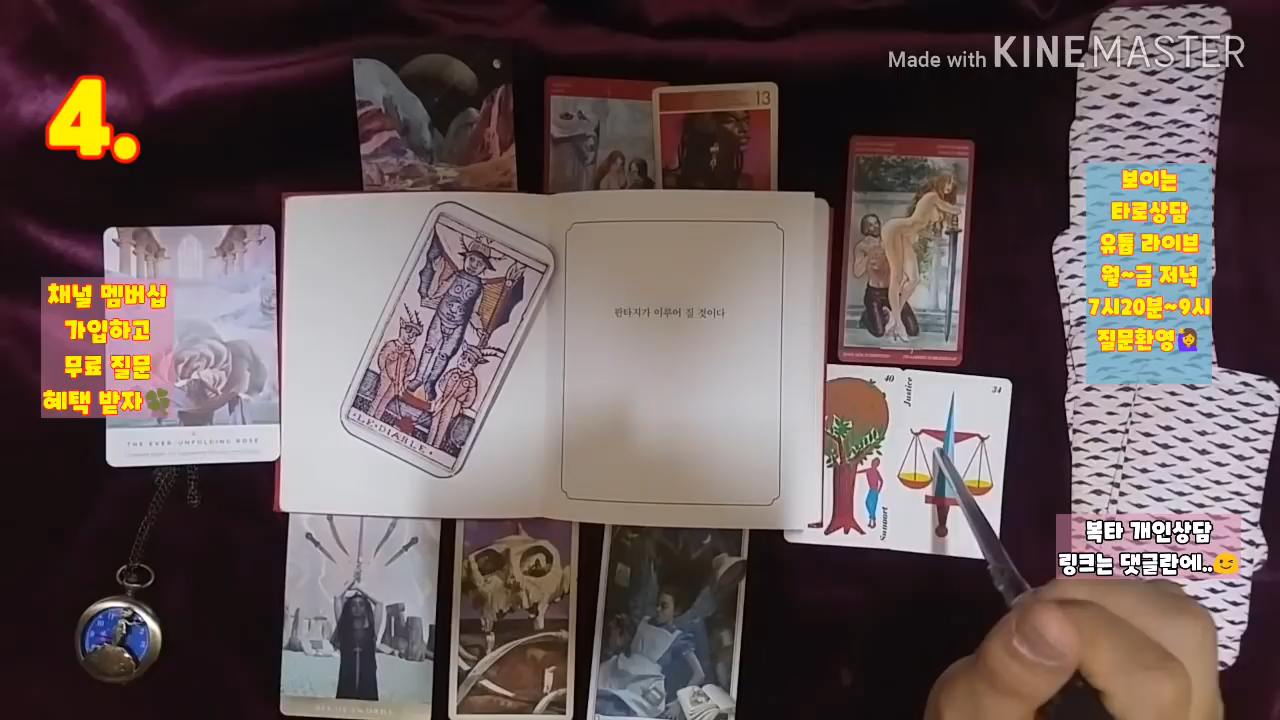 Made with KINEMASTER
4.
13
보이는
타로상담
유튭 라이브
월~금 저녁
7시20분~9시
질문환영🙋‍♀️
채널 멤버십
가입하고
무료 질문
혜택 받자🍀
판타지가 이루어 질 것이다
LE·DIABLE·
THE EVER-UNFOLDING ROSE
40
Support
Justice
34
복타 개인상담
링크는 댓글란에..😉